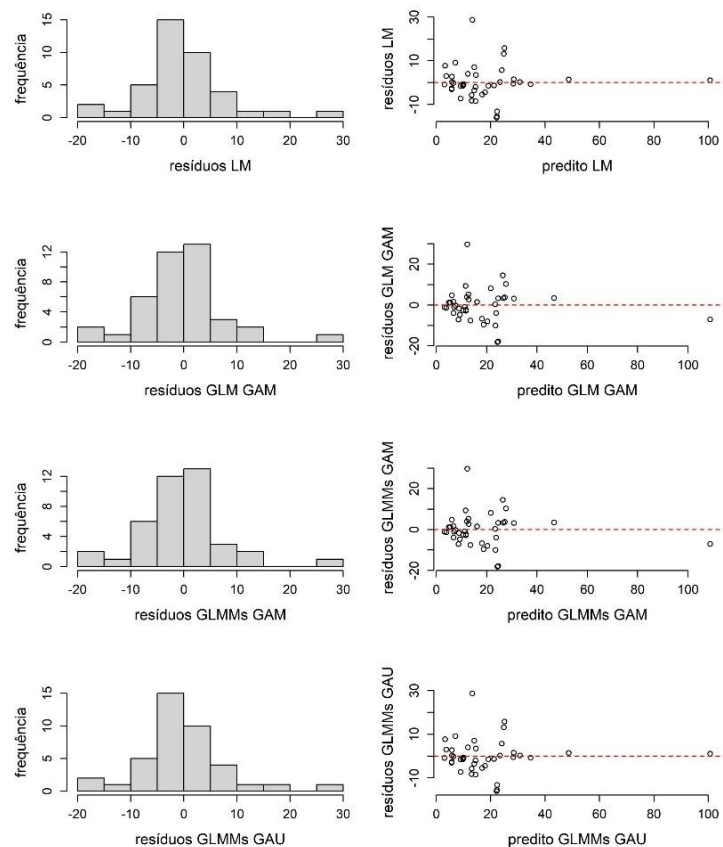 frequência
15
10
5
0
-20 -10 0 10 20 30
resíduos LM
resíduos LM
30
10
-10
0 20 40 60 80 100
predito LM
frequência
12
8
4
0
-20 -10 0 10 20 30
resíduos GLM GAM
resíduos GLM GAM
20
0
-20
0 20 40 60 80 100
predito GLM GAM
frequência
12
8
4
0
-20 -10 0 10 20 30
resíduos GLMMs GAM
resíduos GLMMs GAM
20
0
-20
0 20 40 60 80 100
predito GLMMs GAM
frequência
15
10
5
0
-20 -10 0 10 20 30
resíduos GLMMs GAU
resíduos GLMMs GAU
30
10
-10
0 20 40 60 80 100
predito GLMMs GAU